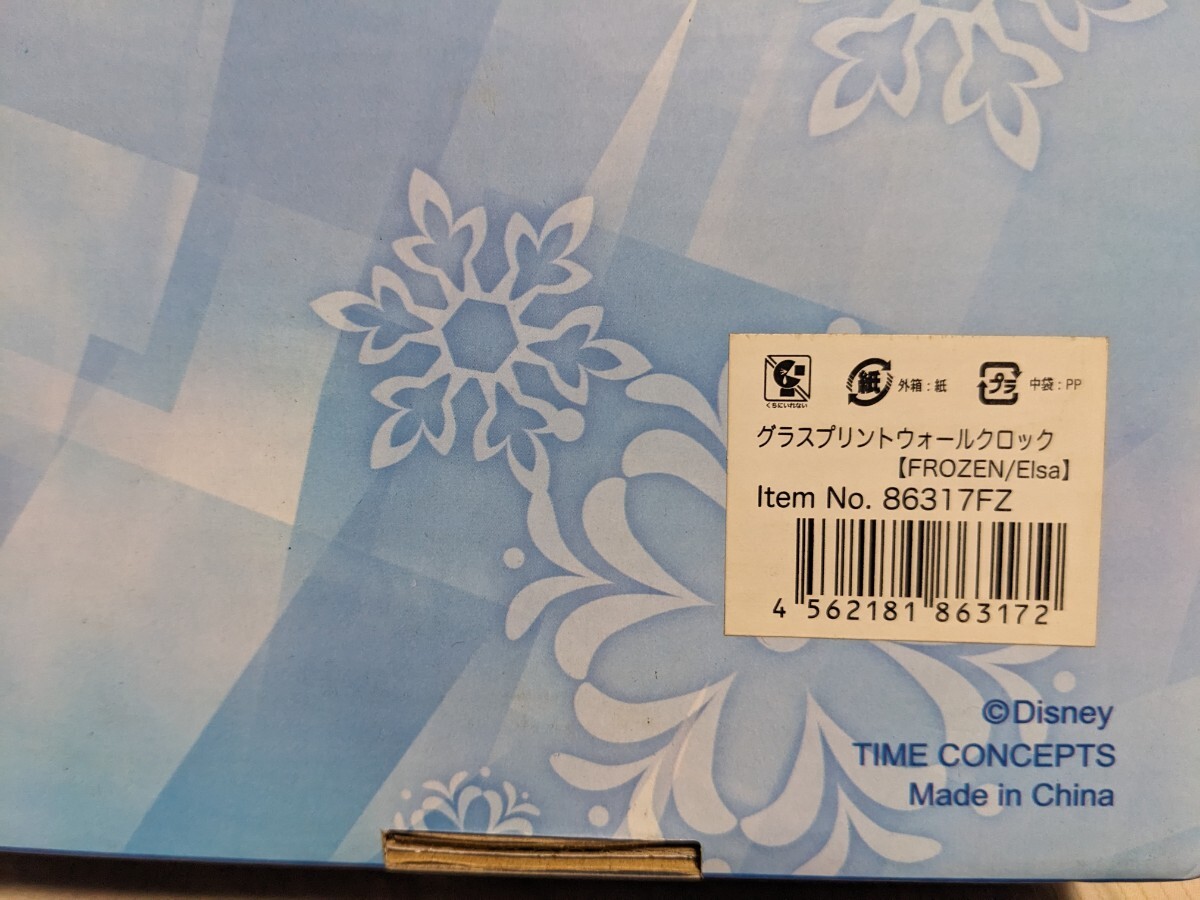 くちにいれない
紙 外箱:紙
プラ 中袋:PP
グラスプリントウォールクロック
【FROZEN/Elsa】
Item No. 86317FZ
4 562181 863172
©Disney
TIME CONCEPTS
Made in China